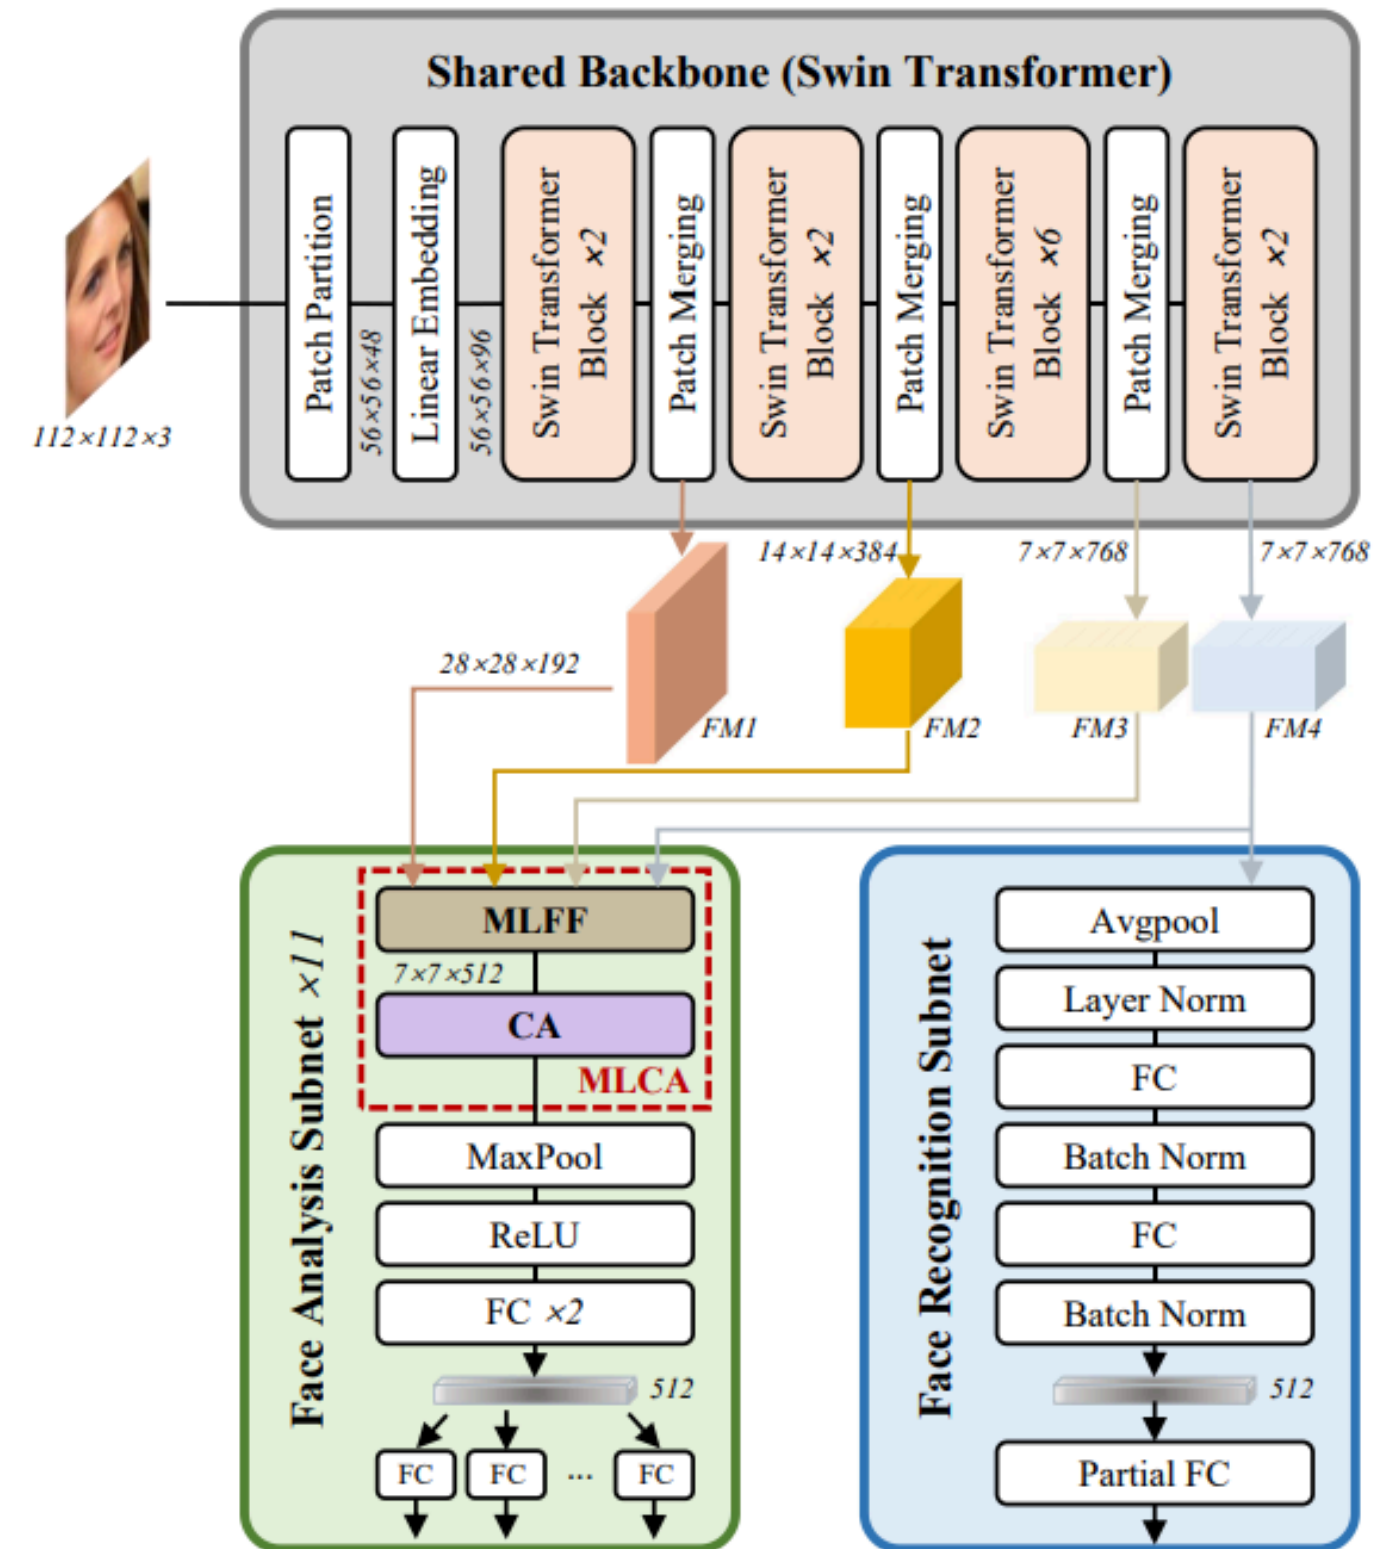 Shared Backbone (Swin Transformer)
Patch Partition
56×56×48
Linear Embedding
56×56×96
Swin Transformer
Block ×2
Patch Merging
Swin Transformer
Block ×2
Patch Merging
Swin Transformer
Block ×6
Patch Merging
Swin Transformer
Block ×2
112×112×3
14×14×384
7×7×768
7×7×768
28×28×192
FM1
FM2
FM3
FM4
Face Analysis Subnet ×11
MLFF
7×7×512
CA
MLCA
MaxPool
ReLU
FC ×2
512
FC
FC
...
FC
Face Recognition Subnet
Avgpool
Layer Norm
FC
Batch Norm
FC
Batch Norm
512
Partial FC